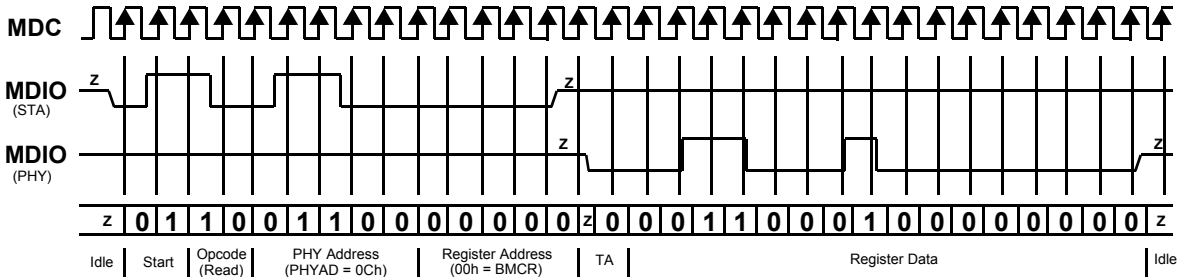 MDC
z
z
MDIO
(STA)
z
z
MDIO
(PHY)
z 0 1 1 0 0 1 1 0 0 0 0 0 0 0 z 0 0 0 1 1 0 0 0 1 0 0 0 0 0 0 0 0 z
Idle Start Opcode (Read) PHY Address (PHYAD = 0Ch) Register Address (00h = BMCR) TA Register Data Idle